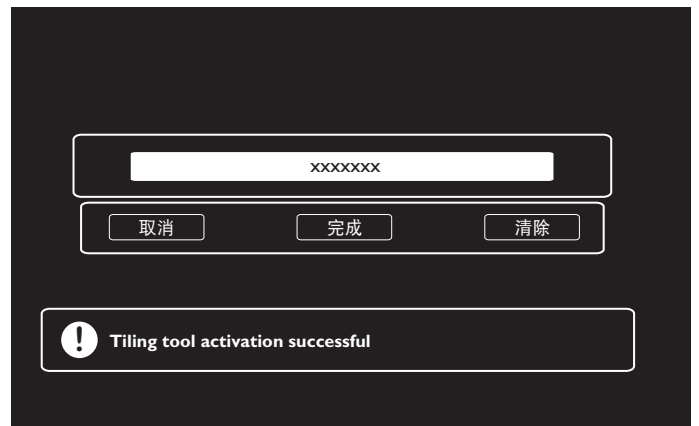 xxxxxxx
取消 完成 清除
Tiling tool activation successful